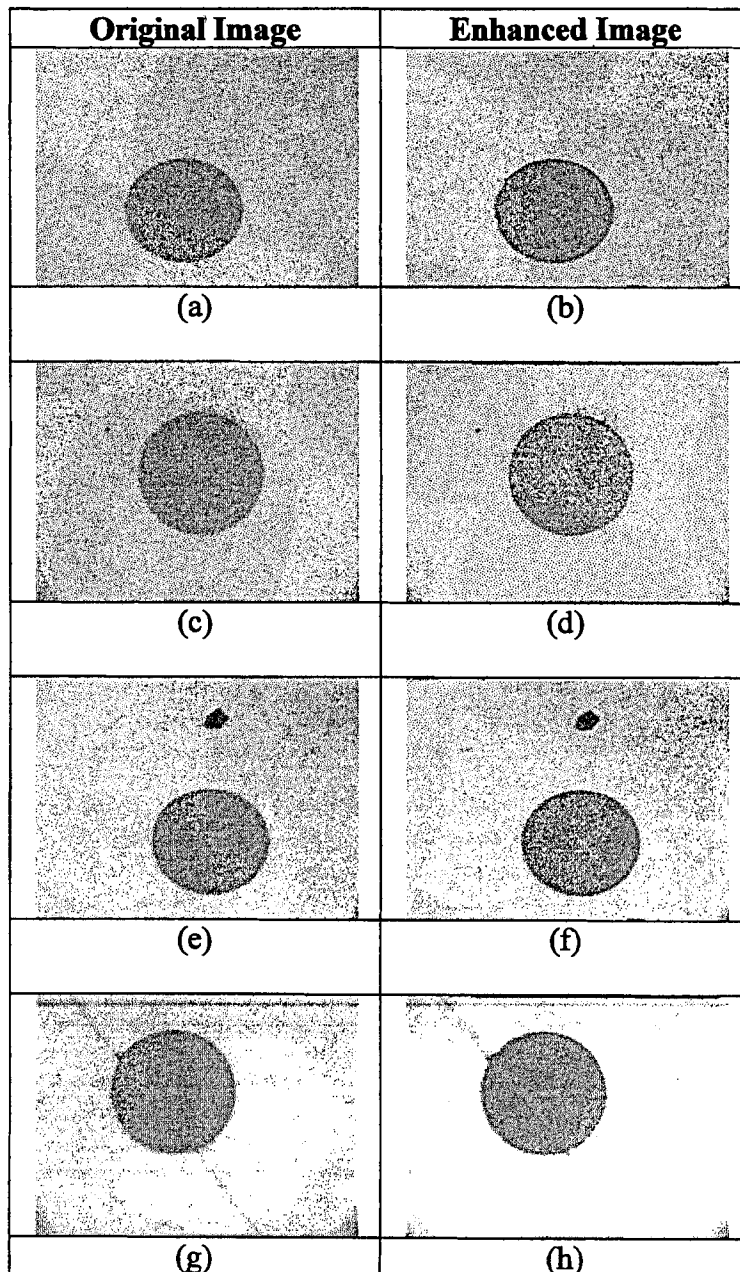 Original Image Enhanced Image
(a) (b)
(c) (d)
(e) (f)
(g) (h)